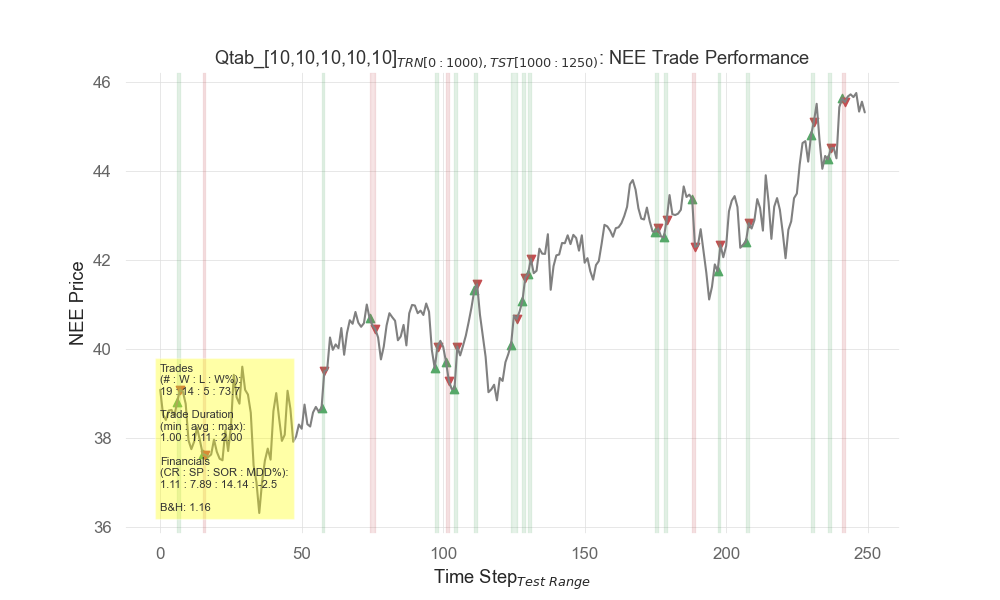 Qtab_[10,10,10,10,10]TRN[0 : 1000), TST[1000 : 1250): NEE Trade Performance
46
44
42
40
38
36
NEE Price
Trades
(# : W : L : W%):
19 : 14 : 5 : 73.7
Trade Duration
(min : avg : max):
1.00 : 1.11 : 2.00
Financials
(CR : SP : SOR : MDD%):
1.11 : 7.89 : 14.14 : -2.5
B&H: 1.16
0 50 100 150 200 250
Time StepTest Range